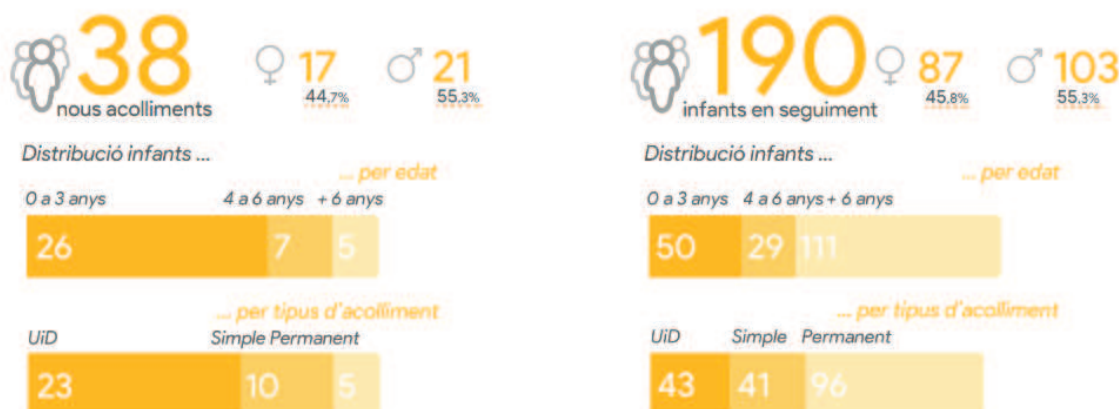 38
17
21
44,7%
55,3%
nous acolliments
Distribució infants ...
... per edat
0 a 3 anys 4 a 6 anys + 6 anys
26 7 5
... per tipus d'acolliment
UiD Simple Permanent
23 10 5
190
87
103
45,8%
55,3%
infants en seguiment
Distribució infants ...
... per edat
0 a 3 anys 4 a 6 anys + 6 anys
50 29 111
... per tipus d'acolliment
UiD Simple Permanent
43 41 96